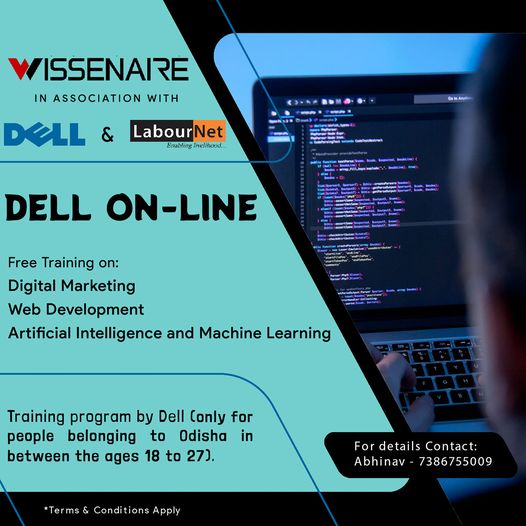 WISSENAIRE
IN ASSOCIATION WITH
DELL & LabourNet
Enabling livelihood...
DELL ON-LINE
Free Training on:
Digital Marketing
Web Development
Artificial Intelligence and Machine Learning
Training program by Dell (only for
people belonging to Odisha in
between the ages 18 to 27).
For details Contact:
Abhinav - 7386755009
*Terms & Conditions Apply